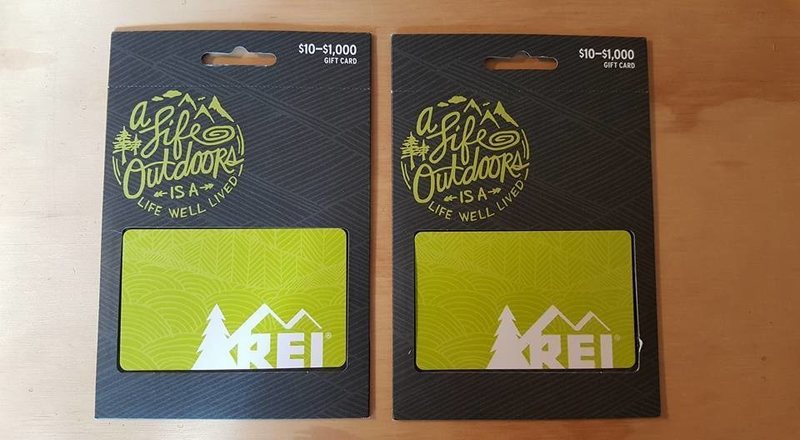 $10–$1,000
GIFT CARD
a
Life
Outdoors
IS A
LIFE WELL LIVED
REI®
$10–$1,000
GIFT CARD
a
Life
Outdoors
IS A
LIFE WELL LIVED
REI®